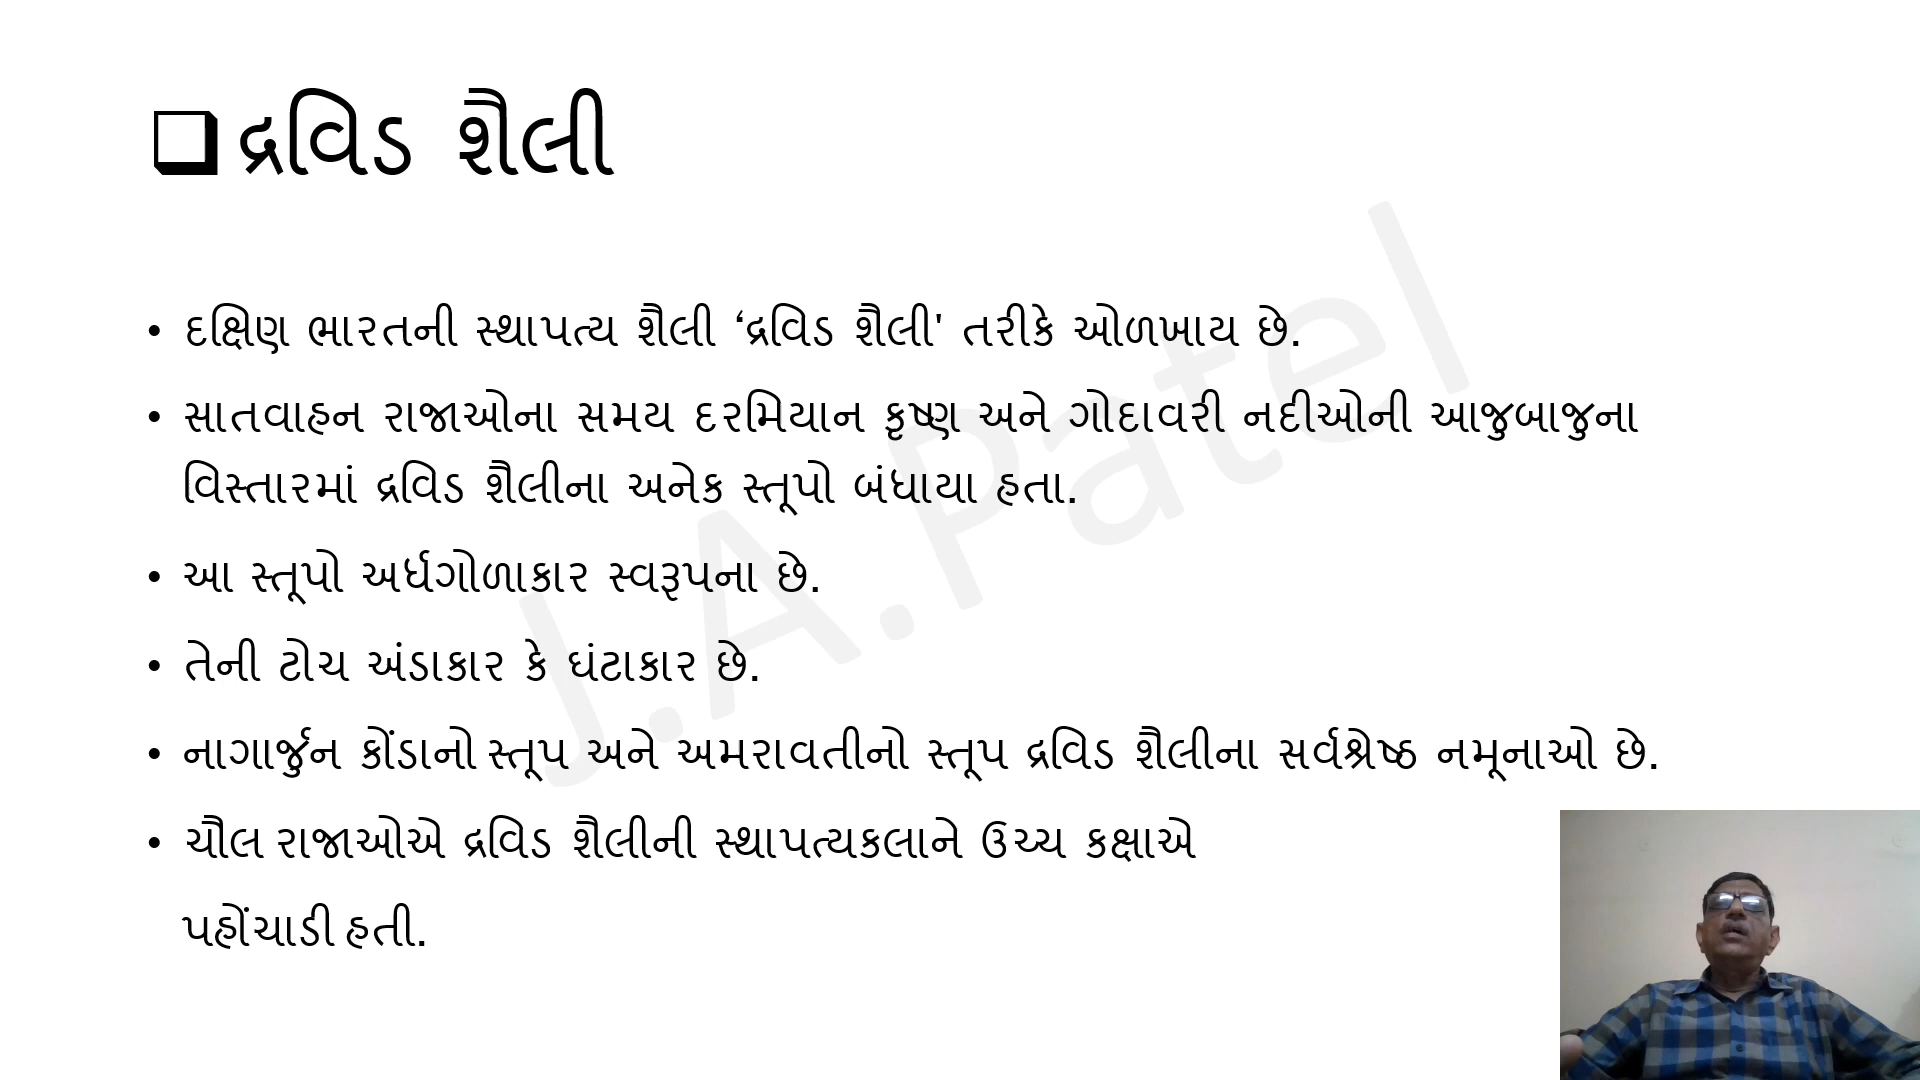 દ્રવિડ શૈલી
• દક્ષિણ ભારતની સ્થાપત્ય શૈલી ‘દ્રવિડ શૈલી' તરીકે ઓળખાય છે.
• સાતવાહન રાજાઓના સમય દરમિયાન કૃષ્ણ અને ગોદાવરી નદીઓની આજુબાજુના
વિસ્તારમાં દ્રવિડ શૈલીના અનેક સ્તૂપો બંધાયા હતા.
• આ સ્તૂપો અર્ધગોળાકાર સ્વરૂપના છે.
• તેની ટોચ અંડાકાર કે ઘંટાકાર છે.
• નાગાર્જુન કોંડાનો સ્તૂપ અને અમરાવતીનો સ્તૂપ દ્રવિડ શૈલીના સર્વશ્રેષ્ઠ નમૂનાઓ છે.
• ચૌલ રાજાઓએ દ્રવિડ શૈલીની સ્થાપત્યકલાને ઉચ્ચ કક્ષાએ
પહોંચાડી હતી.
J.A.Patel